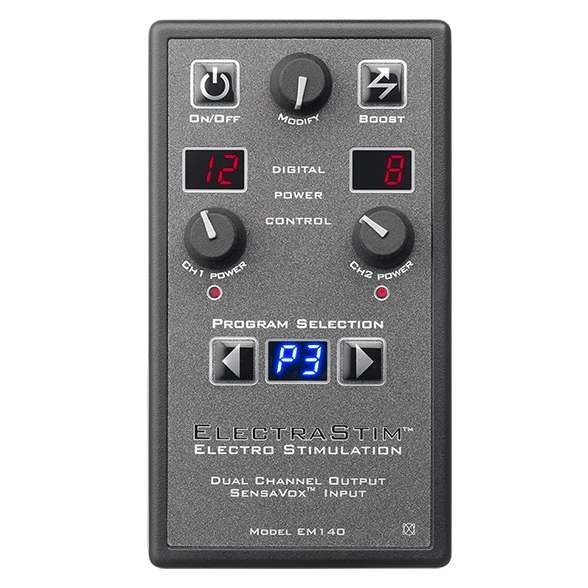 On/Off
Modify
Boost
12
Digital
8
Power
Control
Ch1 Power
Ch2 Power
Program Selection
P3
ElectraStim™
Electro Stimulation
Dual Channel Output
SensaVox™ Input
Model EM140